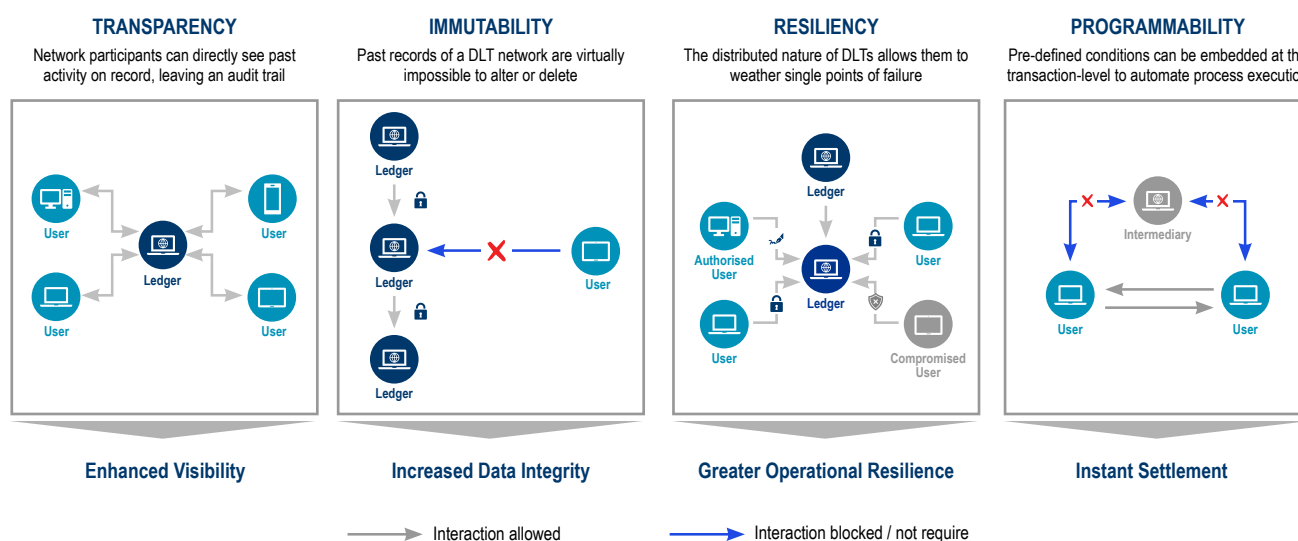 TRANSPARENCY
Network participants can directly see past
activity on record, leaving an audit trail
User
User
Ledger
User
User
Enhanced Visibility
IMMUTABILITY
Past records of a DLT network are virtually
impossible to alter or delete
Ledger
Ledger
User
Ledger
Increased Data Integrity
RESILIENCY
The distributed nature of DLTs allows them to
weather single points of failure
Ledger
Authorised
User
User
Ledger
User
Compromised
User
Greater Operational Resilience
PROGRAMMABILITY
Pre-defined conditions can be embedded at th
transaction-level to automate process executio
Intermediary
User
User
Instant Settlement
Interaction allowed
Interaction blocked / not require